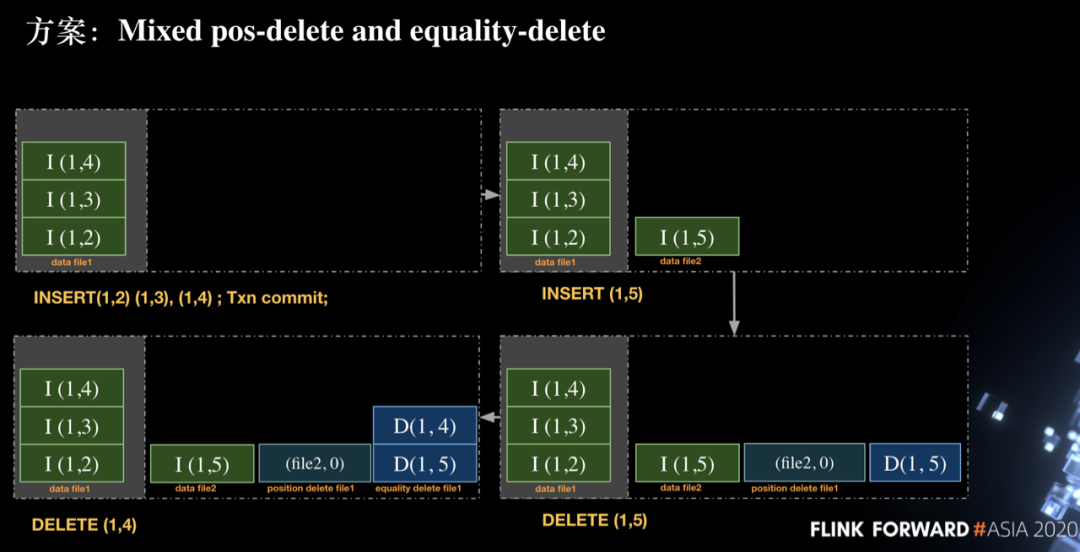 方案：Mixed pos-delete and equality-delete
I (1,4)
I (1,3)
I (1,2)
data file1
INSERT(1,2) (1,3), (1,4) ; Txn commit;
I (1,4)
I (1,3)
I (1,2)
data file1
I (1,5)
data file2
INSERT (1,5)
I (1,4)
I (1,3)
I (1,2)
data file1
I (1,5)
data file2
(file2, 0)
position delete file1
D(1, 4)
D(1, 5)
equality delete file1
DELETE (1,4)
I (1,4)
I (1,3)
I (1,2)
data file1
I (1,5)
data file2
(file2, 0)
position delete file1
D(1, 5)
DELETE (1,5)
FLINK FORWARD #ASIA 2020